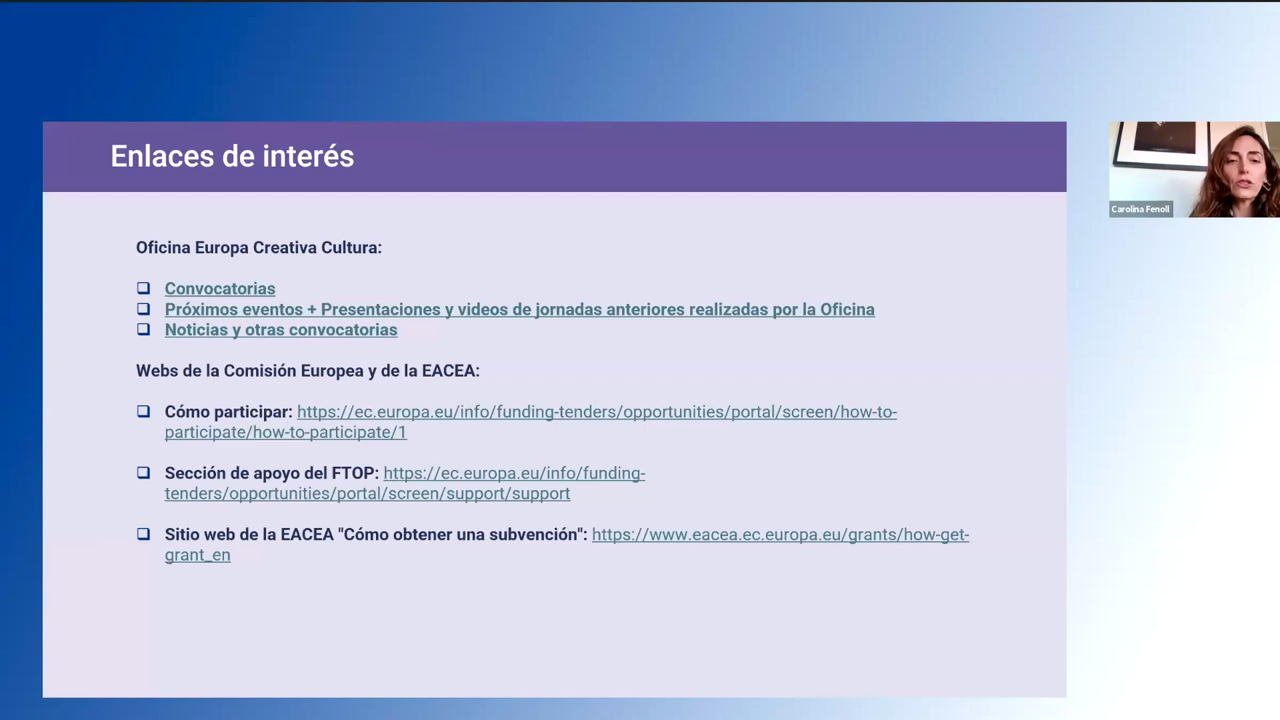 Enlaces de interés
Carolina Fenoll
Oficina Europa Creativa Cultura:
Convocatorias
Próximos eventos + Presentaciones y videos de jornadas anteriores realizadas por la Oficina
Noticias y otras convocatorias
Webs de la Comisión Europea y de la EACEA:
Cómo participar: https://ec.europa.eu/info/funding-tenders/opportunities/portal/screen/how-to-
participate/how-to-participate/1
Sección de apoyo del FTOP: https://ec.europa.eu/info/funding-
tenders/opportunities/portal/screen/support/support
Sitio web de la EACEA "Cómo obtener una subvención": https://www.eacea.ec.europa.eu/grants/how-get-
grant_en